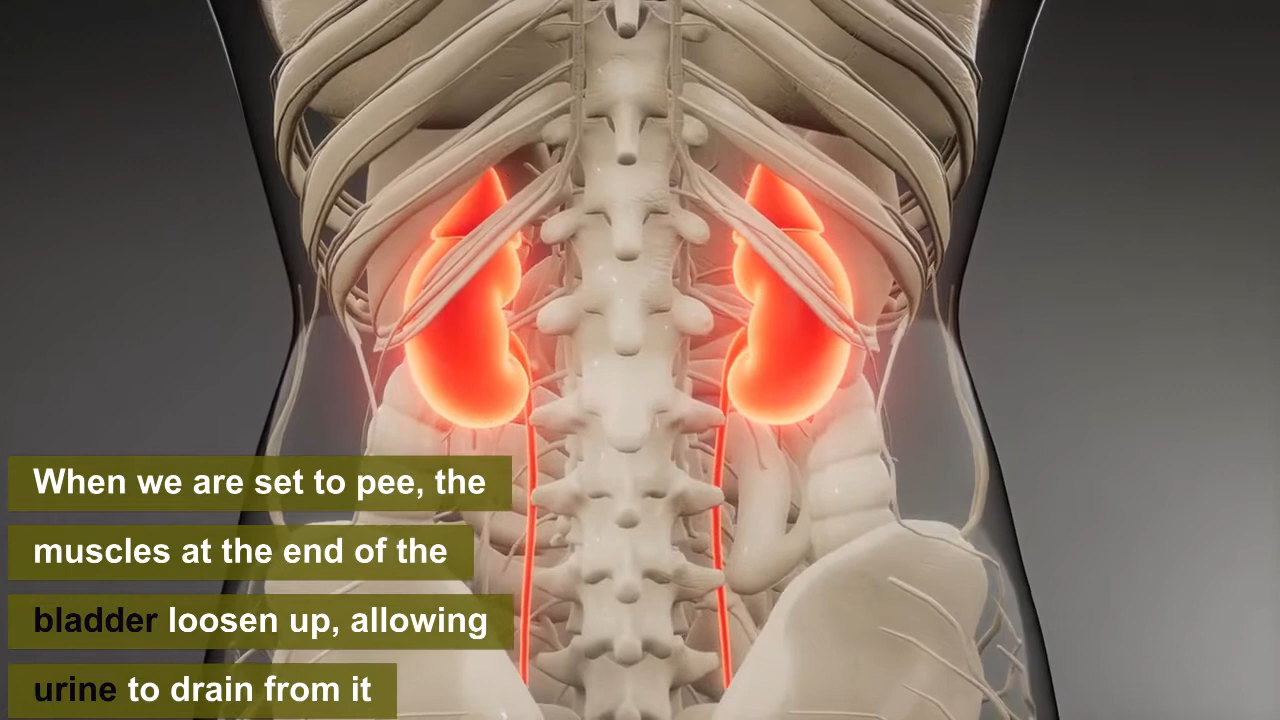 When we are set to pee, the
muscles at the end of the
bladder loosen up, allowing
urine to drain from it